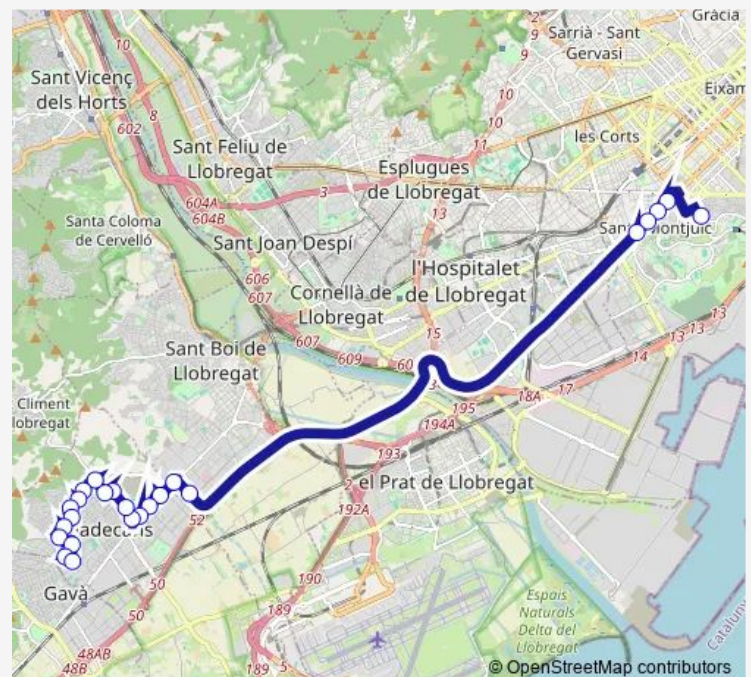 Gràcia
Sarrià - Sant
Gervasi
Eixam
les Corts
Sant Vicenç
dels Horts
Sant Feliu de
Llobregat
Esplugues
de Llobregat
Santa Coloma
de Cervelló
Sant Joan Despí
l'Hospitalet
de Llobregat
Cornellà de
Llobregat
Sant Boi de
Llobregat
Climent
lobregat
el Prat de Llobregat
adecans
Gavà
Espais
Naturals
Delta del
Llobregat
Cataluny
10
602
8
604A
604B
3
606
607
607
609
60
15
13
11
10
10
9
9
2
195
18A
17
14
13
13
13
194A
193
2
192A
190
189
189
5
52
50
50
48AB
48B
© OpenStreetMap contributors